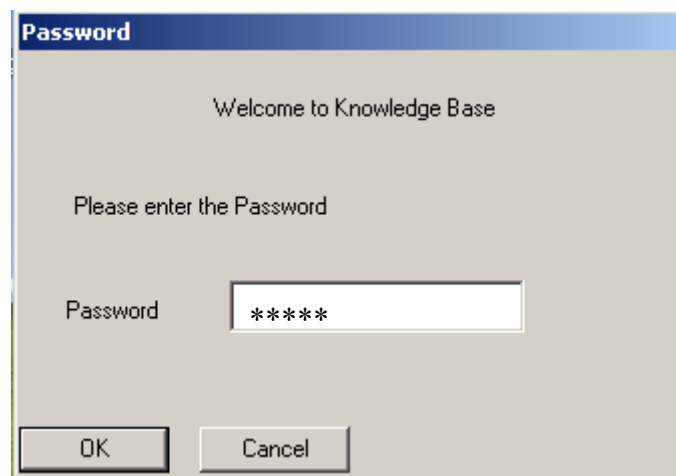 Password
Welcome to Knowledge Base
Please enter the Password
Password *****
OK Cancel